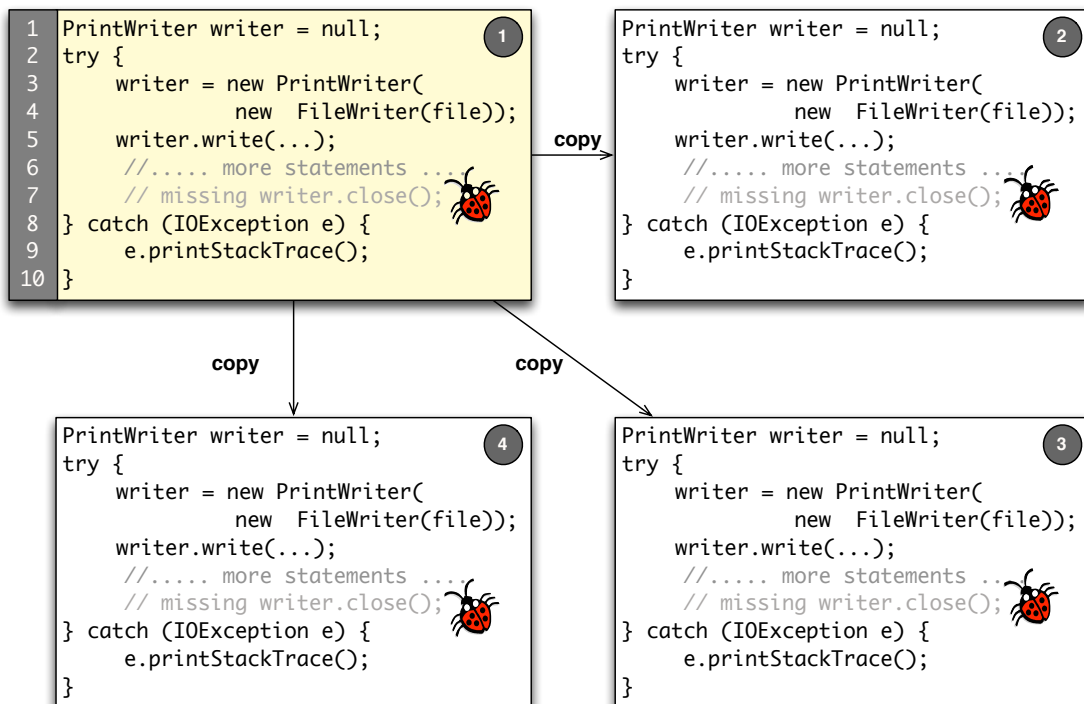 1 PrintWriter writer = null; 1
2 try {
3 writer = new PrintWriter(
4 new FileWriter(file));
5 writer.write(...);
6 //..... more statements ....
7 // missing writer.close();
8 } catch (IOException e) {
9 e.printStackTrace();
10 }
copy
PrintWriter writer = null; 2
try {
writer = new PrintWriter(
new FileWriter(file));
writer.write(...);
//..... more statements ....
// missing writer.close();
} catch (IOException e) {
e.printStackTrace();
}
copy
copy
PrintWriter writer = null; 4
try {
writer = new PrintWriter(
new FileWriter(file));
writer.write(...);
//..... more statements ....
// missing writer.close();
} catch (IOException e) {
e.printStackTrace();
}
PrintWriter writer = null; 3
try {
writer = new PrintWriter(
new FileWriter(file));
writer.write(...);
//..... more statements ...
// missing writer.close();
} catch (IOException e) {
e.printStackTrace();
}